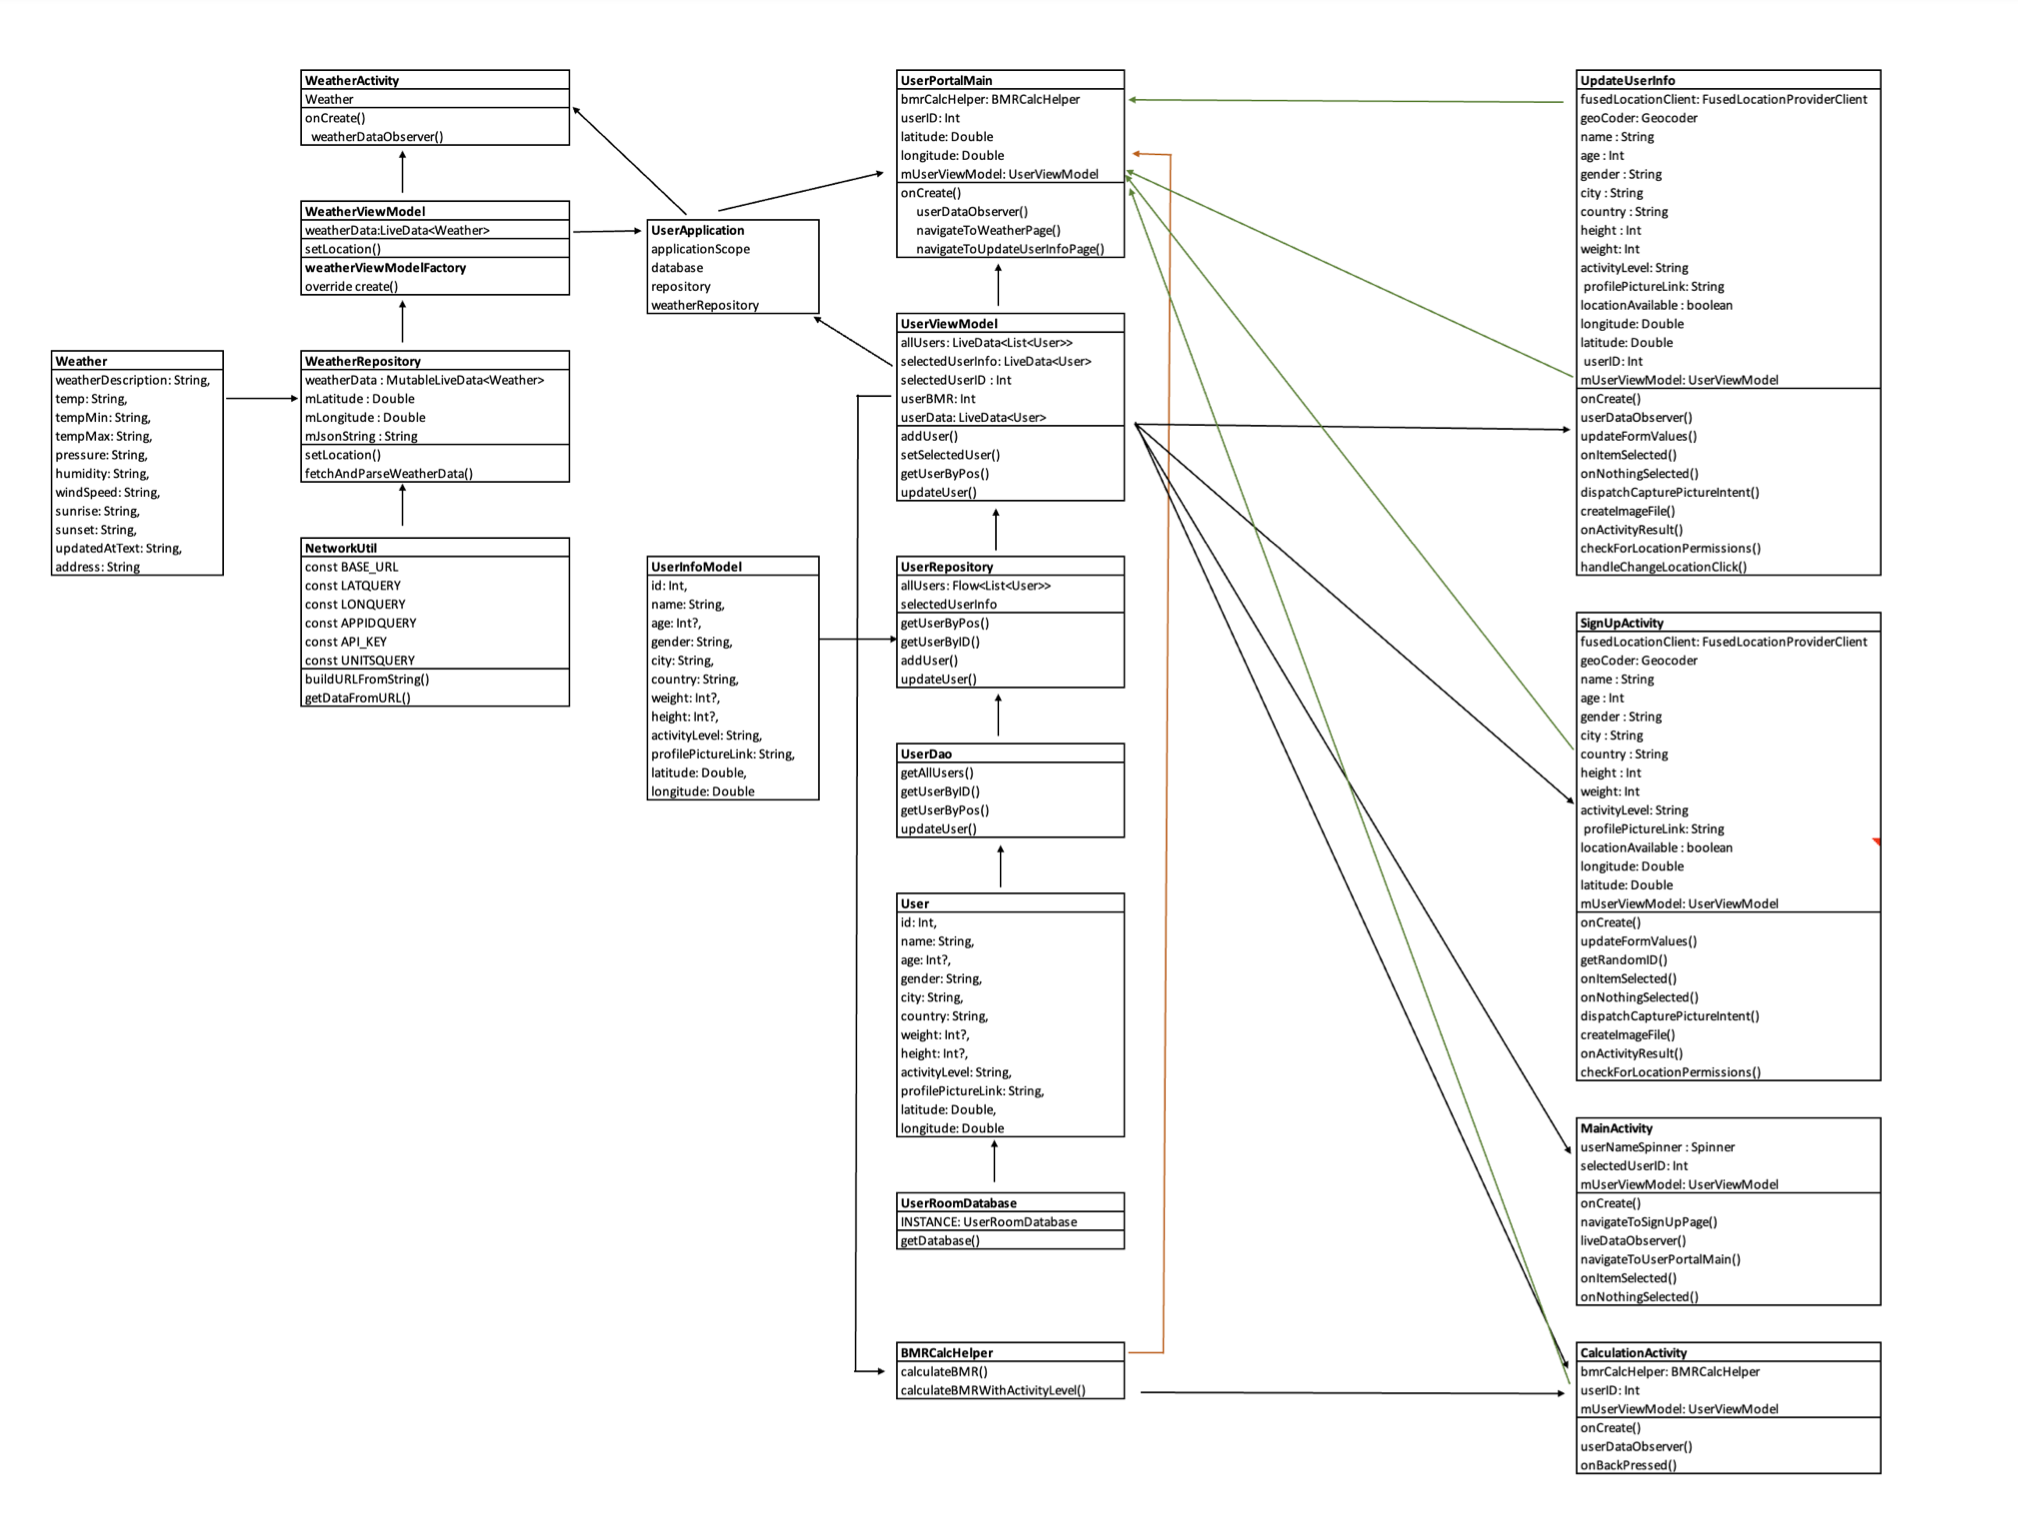 WeatherActivity
Weather
onCreate()
weatherDataObserver()
WeatherViewModel
weatherData:LiveData<Weather>
setLocation()
weatherViewModelFactory
override create()
Weather
weatherDescription: String,
temp: String,
tempMin: String,
tempMax: String,
pressure: String,
humidity: String,
windSpeed: String,
sunrise: String,
sunset: String,
updatedAtText: String,
address: String
WeatherRepository
weatherData : MutableLiveData<Weather>
mLatitude : Double
mLongitude : Double
mJsonString : String
setLocation()
fetchAndParseWeatherData()
NetworkUtil
const BASE_URL
const LATQUERY
const LONQUERY
const APPIDQUERY
const API_KEY
const UNITSQUERY
buildURLFromString()
getDataFromURL()
UserApplication
applicationScope
database
repository
weatherRepository
UserInfoModel
id: Int,
name: String,
age: Int?,
gender: String,
city: String,
country: String,
weight: Int?,
height: Int?,
activityLevel: String,
profilePictureLink: String,
latitude: Double,
longitude: Double
UserPortalMain
bmrCalcHelper: BMRCalcHelper
userID: Int
latitude: Double
longitude: Double
mUserViewModel: UserViewModel
onCreate()
userDataObserver()
navigateToWeatherPage()
navigateToUpdateUserInfoPage()
UserViewModel
allUsers: LiveData<List<User>>
selectedUserInfo: LiveData<User>
selectedUserID : Int
userBMR: Int
userData: LiveData<User>
addUser()
setSelectedUser()
getUserByPos()
updateUser()
UserRepository
allUsers: Flow<List<User>>
selectedUserInfo
getUserByPos()
getUserByID()
addUser()
updateUser()
UserDao
getAllUsers()
getUserByID()
getUserByPos()
updateUser()
User
id: Int,
name: String,
age: Int?,
gender: String,
city: String,
country: String,
weight: Int?,
height: Int?,
activityLevel: String,
profilePictureLink: String,
latitude: Double,
longitude: Double
UserRoomDatabase
INSTANCE: UserRoomDatabase
getDatabase()
BMRCalcHelper
calculateBMR()
calculateBMRWithActivityLevel()
UpdateUserInfo
fusedLocationClient: FusedLocationProviderClient
geoCoder: Geocoder
name : String
age : Int
gender : String
city : String
country : String
height : Int
weight: Int
activityLevel: String
profilePictureLink: String
locationAvailable : boolean
longitude: Double
latitude: Double
userID: Int
mUserViewModel: UserViewModel
onCreate()
userDataObserver()
updateFormValues()
onItemSelected()
onNothingSelected()
dispatchCapturePictureIntent()
createImageFile()
onActivityResult()
checkForLocationPermissions()
handleChangeLocationClick()
SignUpActivity
fusedLocationClient: FusedLocationProviderClient
geoCoder: Geocoder
name : String
age : Int
gender : String
city : String
country : String
height : Int
weight: Int
activityLevel: String
profilePictureLink: String
locationAvailable : boolean
longitude: Double
latitude: Double
mUserViewModel: UserViewModel
onCreate()
updateFormValues()
getRandomID()
onItemSelected()
onNothingSelected()
dispatchCapturePictureIntent()
createImageFile()
onActivityResult()
checkForLocationPermissions()
MainActivity
userNameSpinner : Spinner
selectedUserID: Int
mUserViewModel: UserViewModel
onCreate()
navigateToSignUpPage()
liveDataObserver()
navigateToUserPortalMain()
onItemSelected()
onNothingSelected()
CalculationActivity
bmrCalcHelper: BMRCalcHelper
userID: Int
mUserViewModel: UserViewModel
onCreate()
userDataObserver()
onBackPressed()